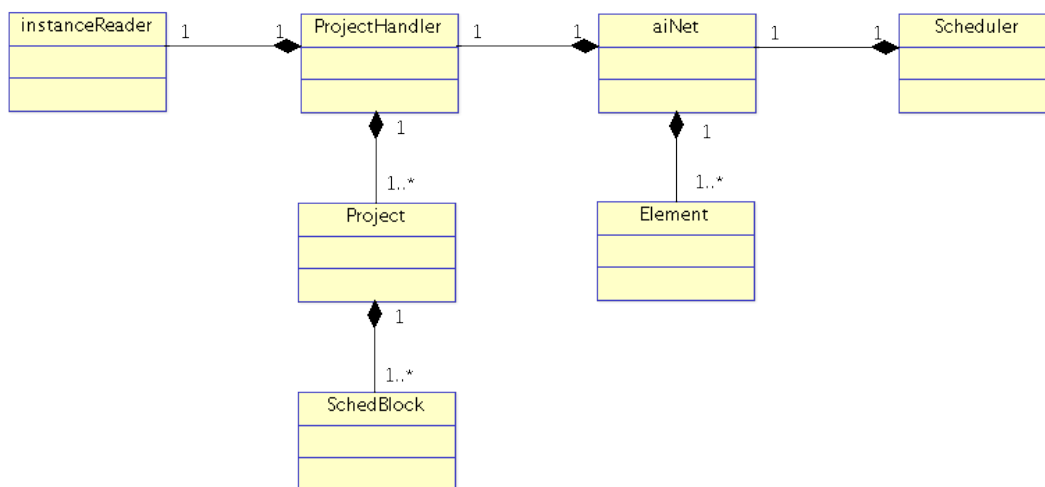 instanceReader
ProjectHandler
aiNet
Scheduler
1
1
1
1
1
1
1
1
1..*
1..*
Project
Element
1
1..*
SchedBlock